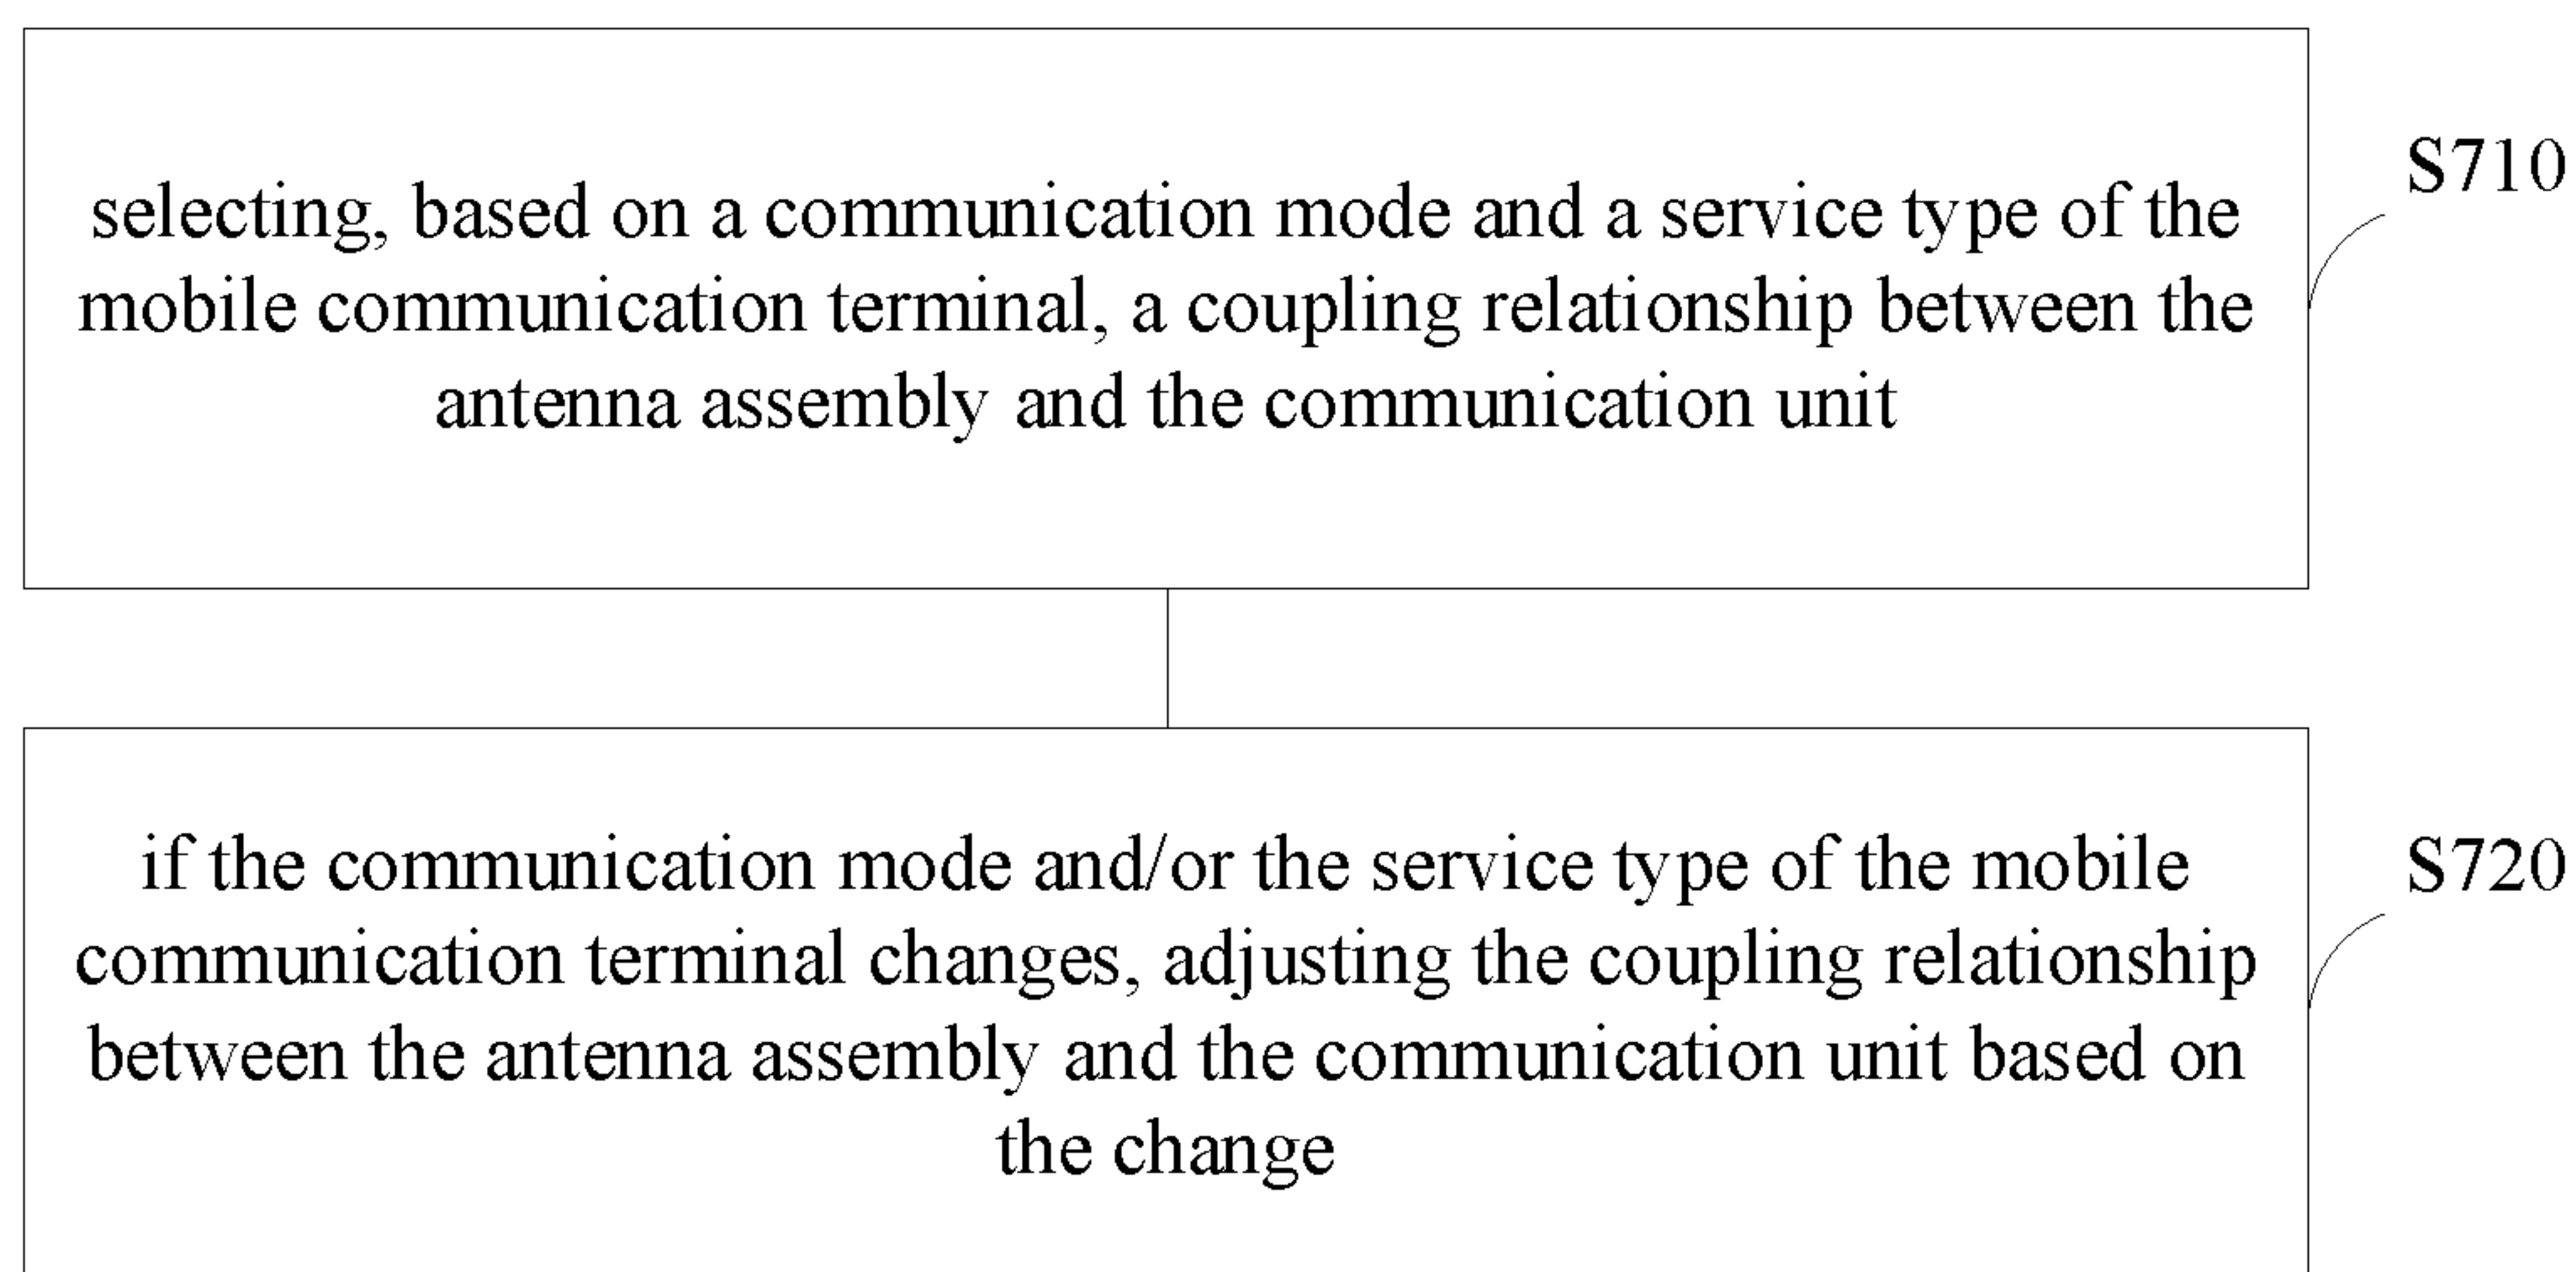 selecting, based on a communication mode and a service type of the
mobile communication terminal, a coupling relationship between the
antenna assembly and the communication unit
S710
if the communication mode and/or the service type of the mobile
communication terminal changes, adjusting the coupling relationship
between the antenna assembly and the communication unit based on
the change
S720